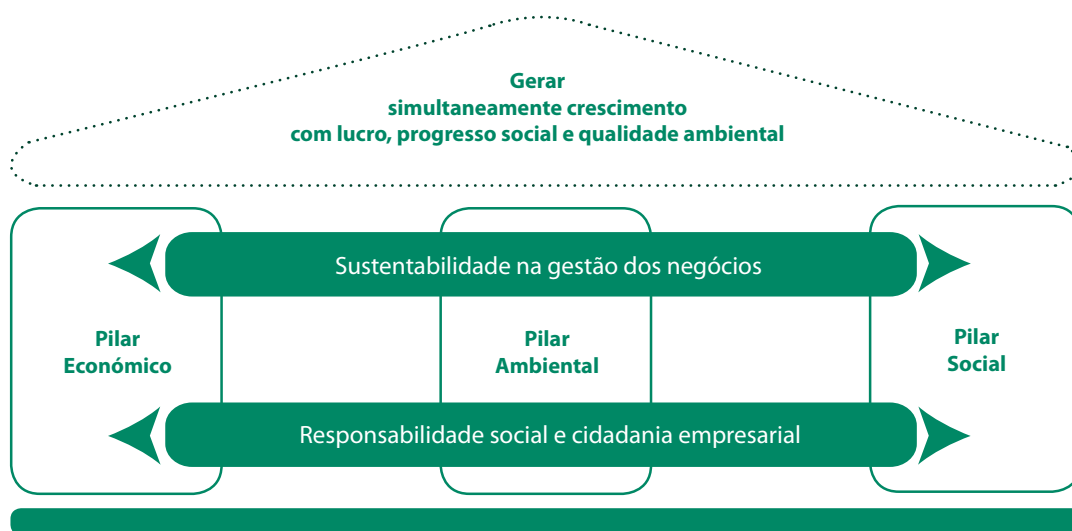 Gerar
simultaneamente crescimento
com lucro, progresso social e qualidade ambiental
Sustentabilidade na gestão dos negócios
Pilar
Económico
Pilar
Ambiental
Pilar
Social
Responsabilidade social e cidadania empresarial